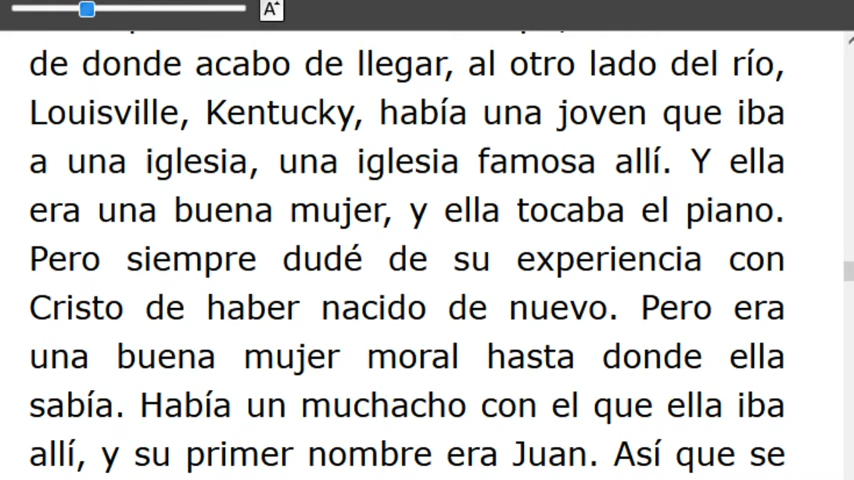 A
de donde acabo de llegar, al otro lado del río,
Louisville, Kentucky, había una joven que iba
a una iglesia, una iglesia famosa allí. Y ella
era una buena mujer, y ella tocaba el piano.
Pero siempre dudé de su experiencia con
Cristo de haber nacido de nuevo. Pero era
una buena mujer moral hasta donde ella
sabía. Había un muchacho con el que ella iba
allí, y su primer nombre era Juan. Así que se